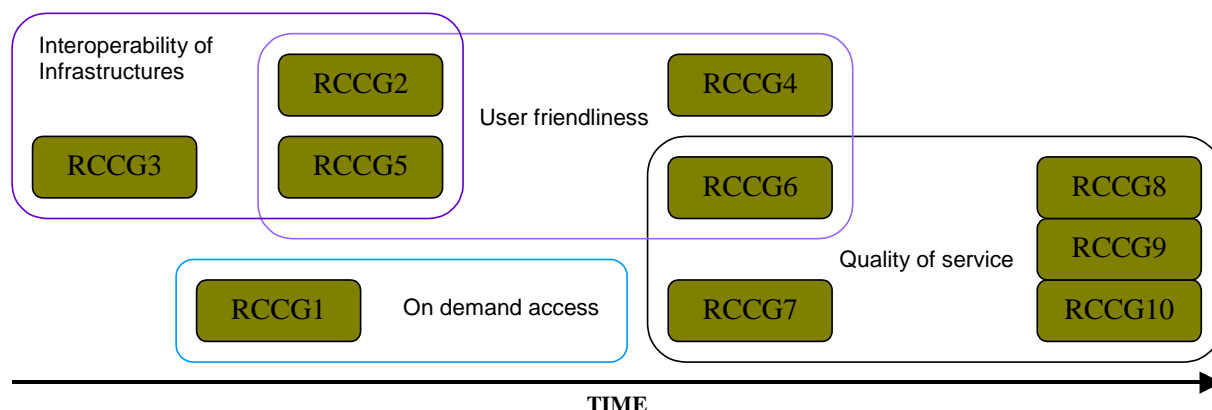 Interoperability of
Infrastructures
RCCG2
RCCG4
User friendliness
RCCG3
RCCG5
RCCG6
RCCG8
RCCG9
Quality of service
RCCG1
On demand access
RCCG7
RCCG10
TIME